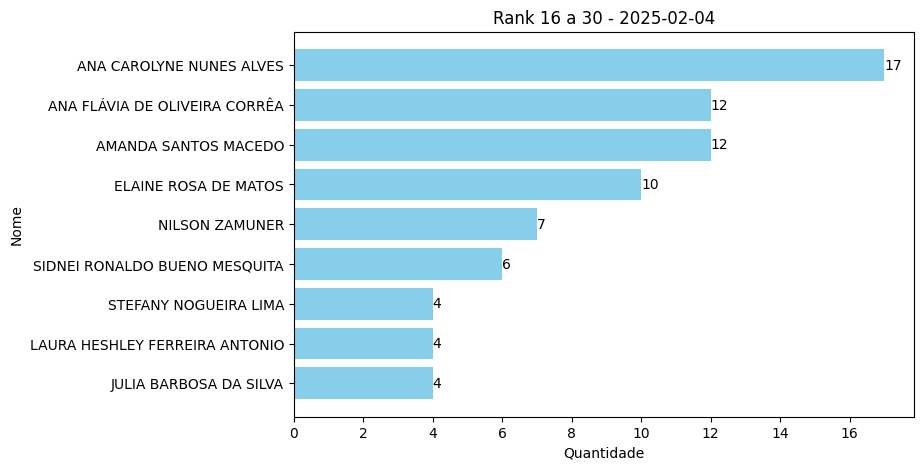 Rank 16 a 30 - 2025-02-04
Nome
ANA CAROLYNE NUNES ALVES 17
ANA FLÁVIA DE OLIVEIRA CORRÊA 12
AMANDA SANTOS MACEDO 12
ELAINE ROSA DE MATOS 10
NILSON ZAMUNER 7
SIDNEI RONALDO BUENO MESQUITA 6
STEFANY NOGUEIRA LIMA 4
LAURA HESHLEY FERREIRA ANTONIO 4
JULIA BARBOSA DA SILVA 4
0 2 4 6 8 10 12 14 16
Quantidade